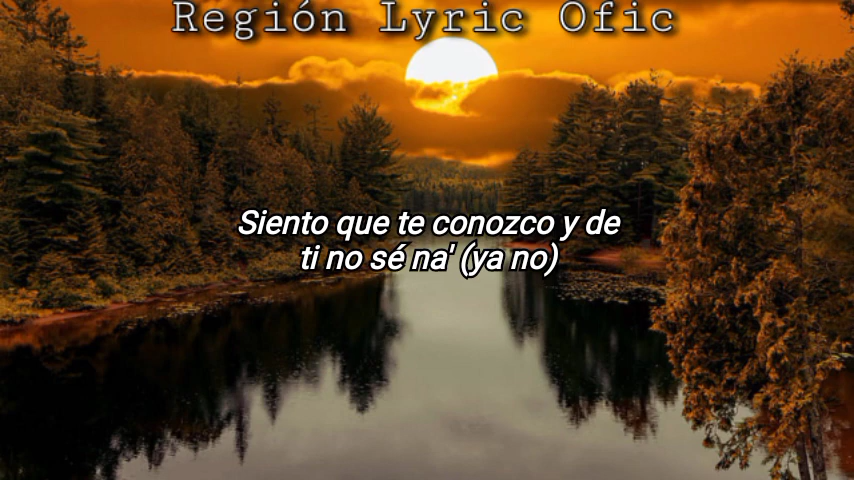 Región Lyric Ofic
Siento que te conozco y de
ti no sé na' (ya no)